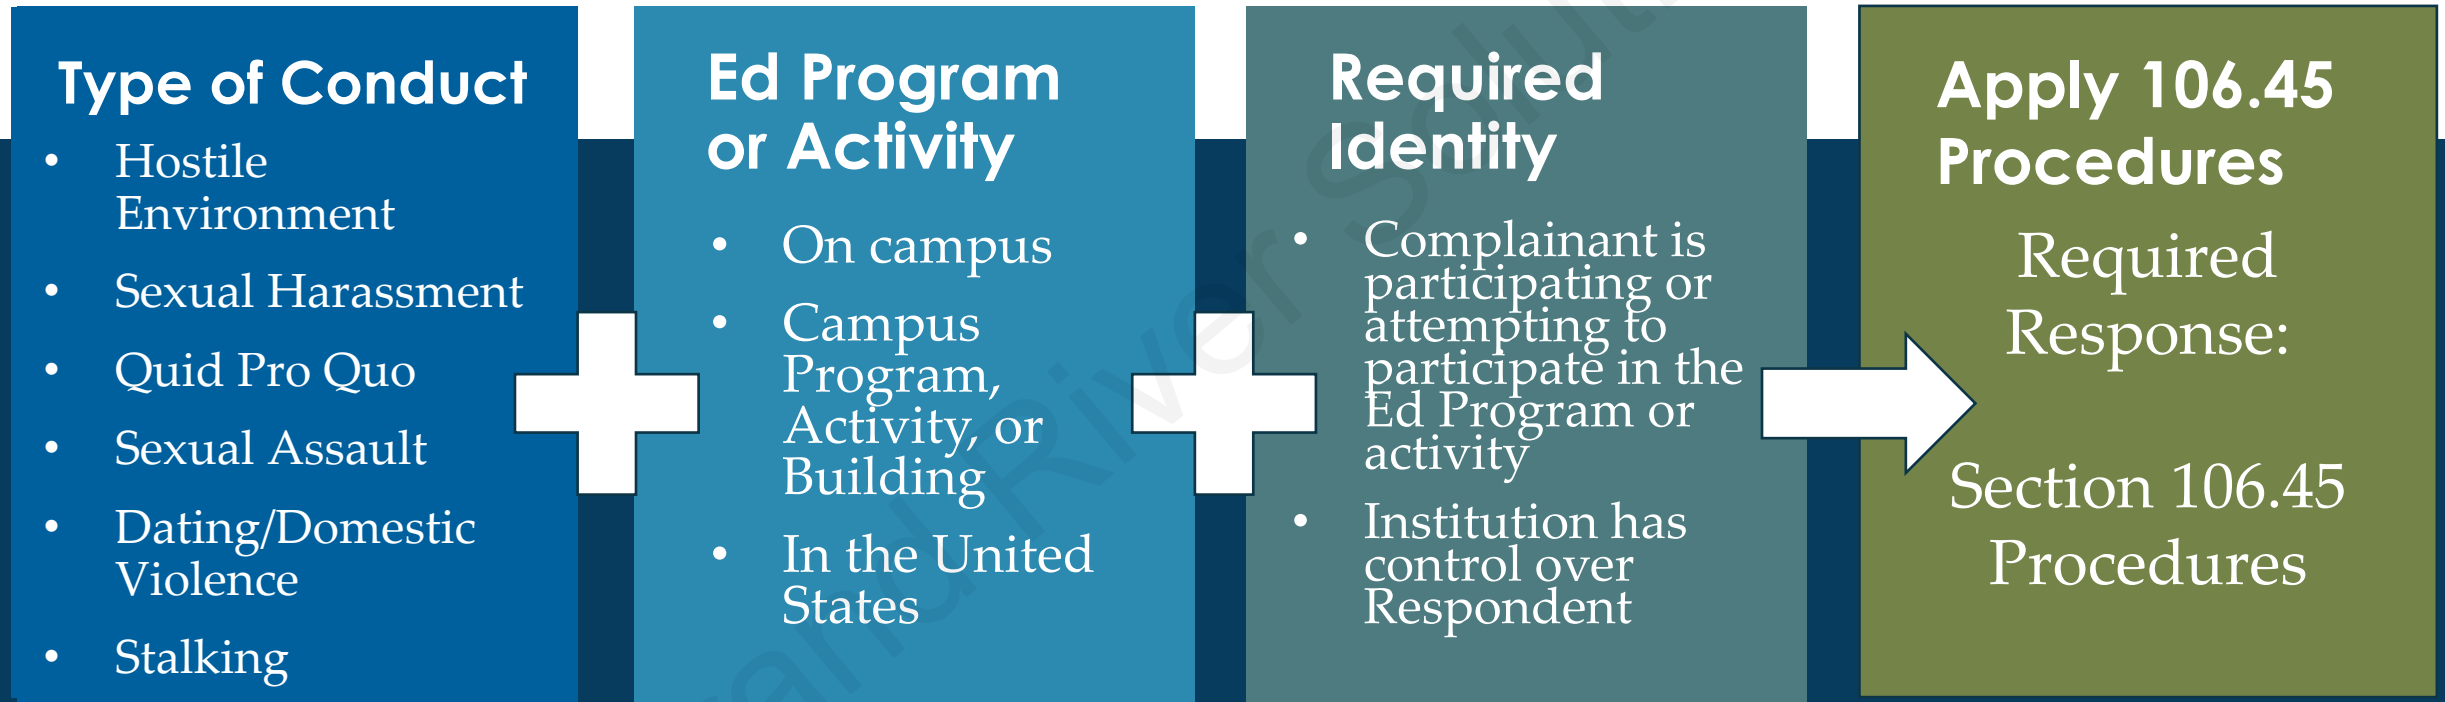 Type of Conduct
• Hostile
Environment
• Sexual Harassment
• Quid Pro Quo
• Sexual Assault
• Dating/Domestic
Violence
• Stalking
Ed Program
or Activity
• On campus
• Campus
Program,
Activity, or
Building
• In the United
States
Required
Identity
• Complainant is
participating or
attempting to
participate in the
Ed Program or
activity
• Institution has
control over
Respondent
Apply 106.45
Procedures
Required
Response:
Section 106.45
Procedures
River